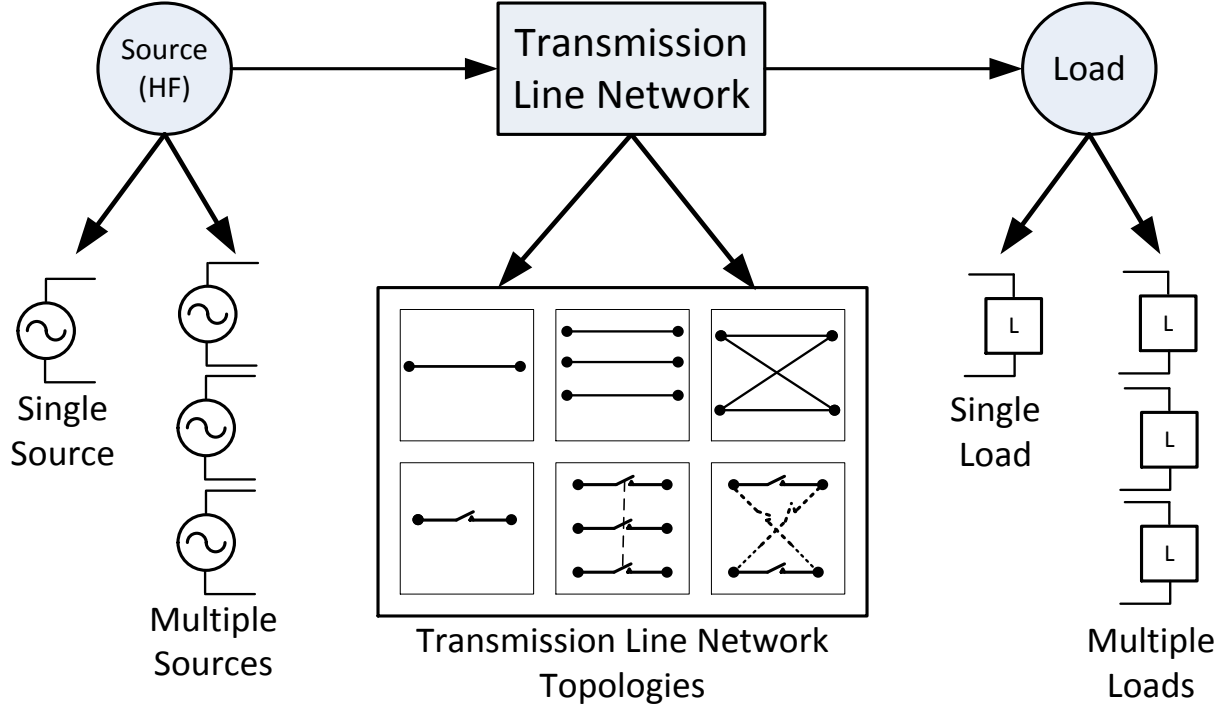 Source
(HF)
Transmission
Line Network
Load
Single
Source
Multiple
Sources
Transmission Line Network
Topologies
L
Single
Load
L
L
L
Multiple
Loads